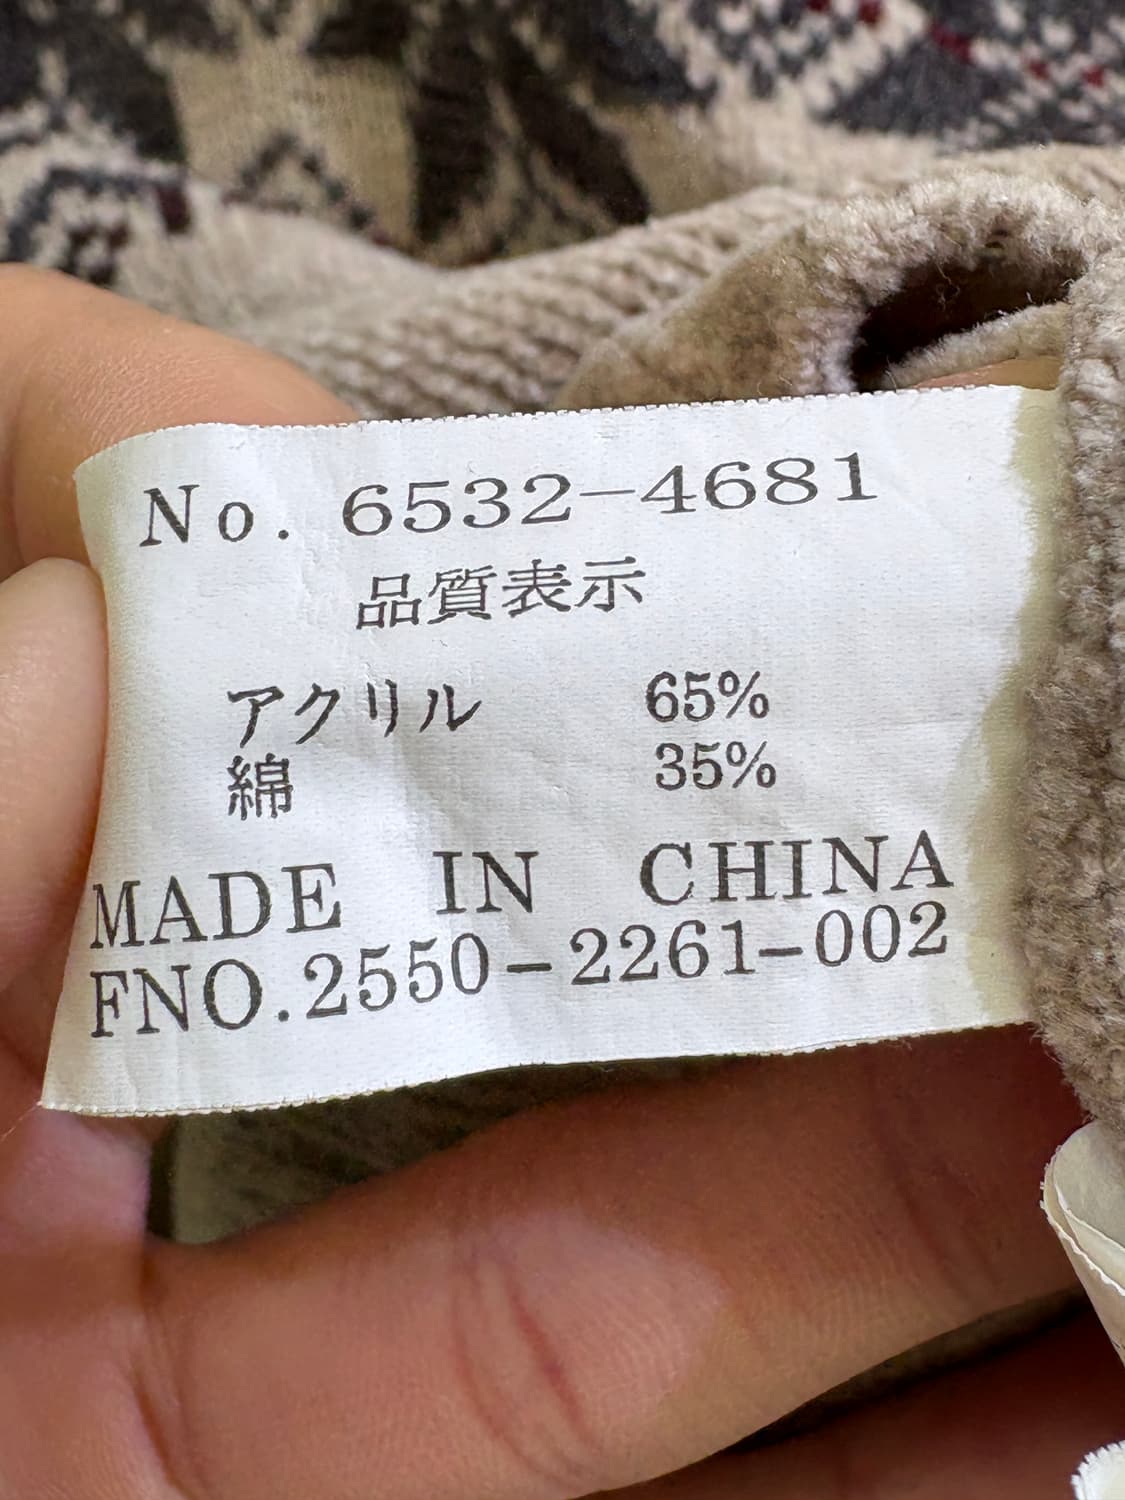 No. 6532-4681
品質表示
アクリル 65%
綿 35%
MADE IN CHINA
FNO.2550-2261-002